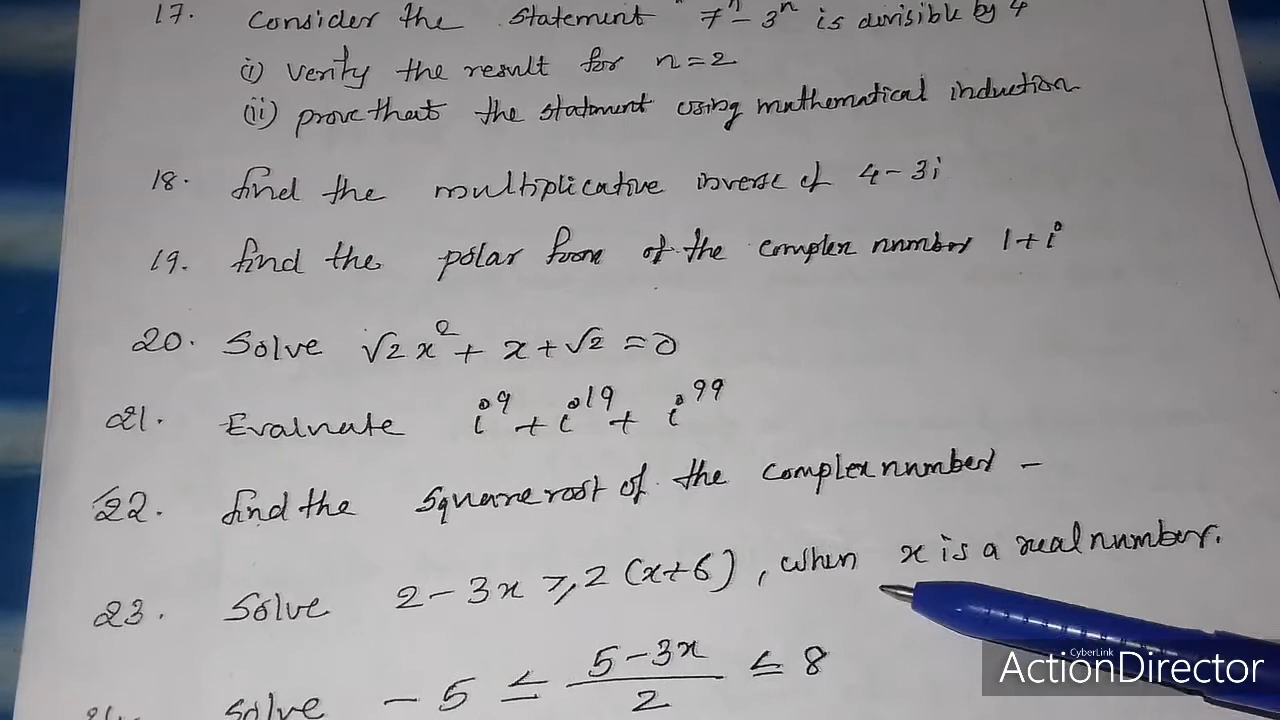 17. Consider the statement "7ⁿ - 3ⁿ is divisible by 4
(i) verity the result for n=2
(ii) prove that the statement using mathematical induction
18. find the multiplicative inverse of 4-3i
19. find the polar form of the complex number 1+i
20. Solve √2x² + x + √2 = 0
21. Evaluate i⁹ + i¹⁹ + i⁹⁹
22. find the square root of the complex number -
23. Solve 2-3x ≥ 2(x+6), when x is a real number.
Solve -5 ≤ (5-3x)/2 ≤ 8
CyberLink
ActionDirector